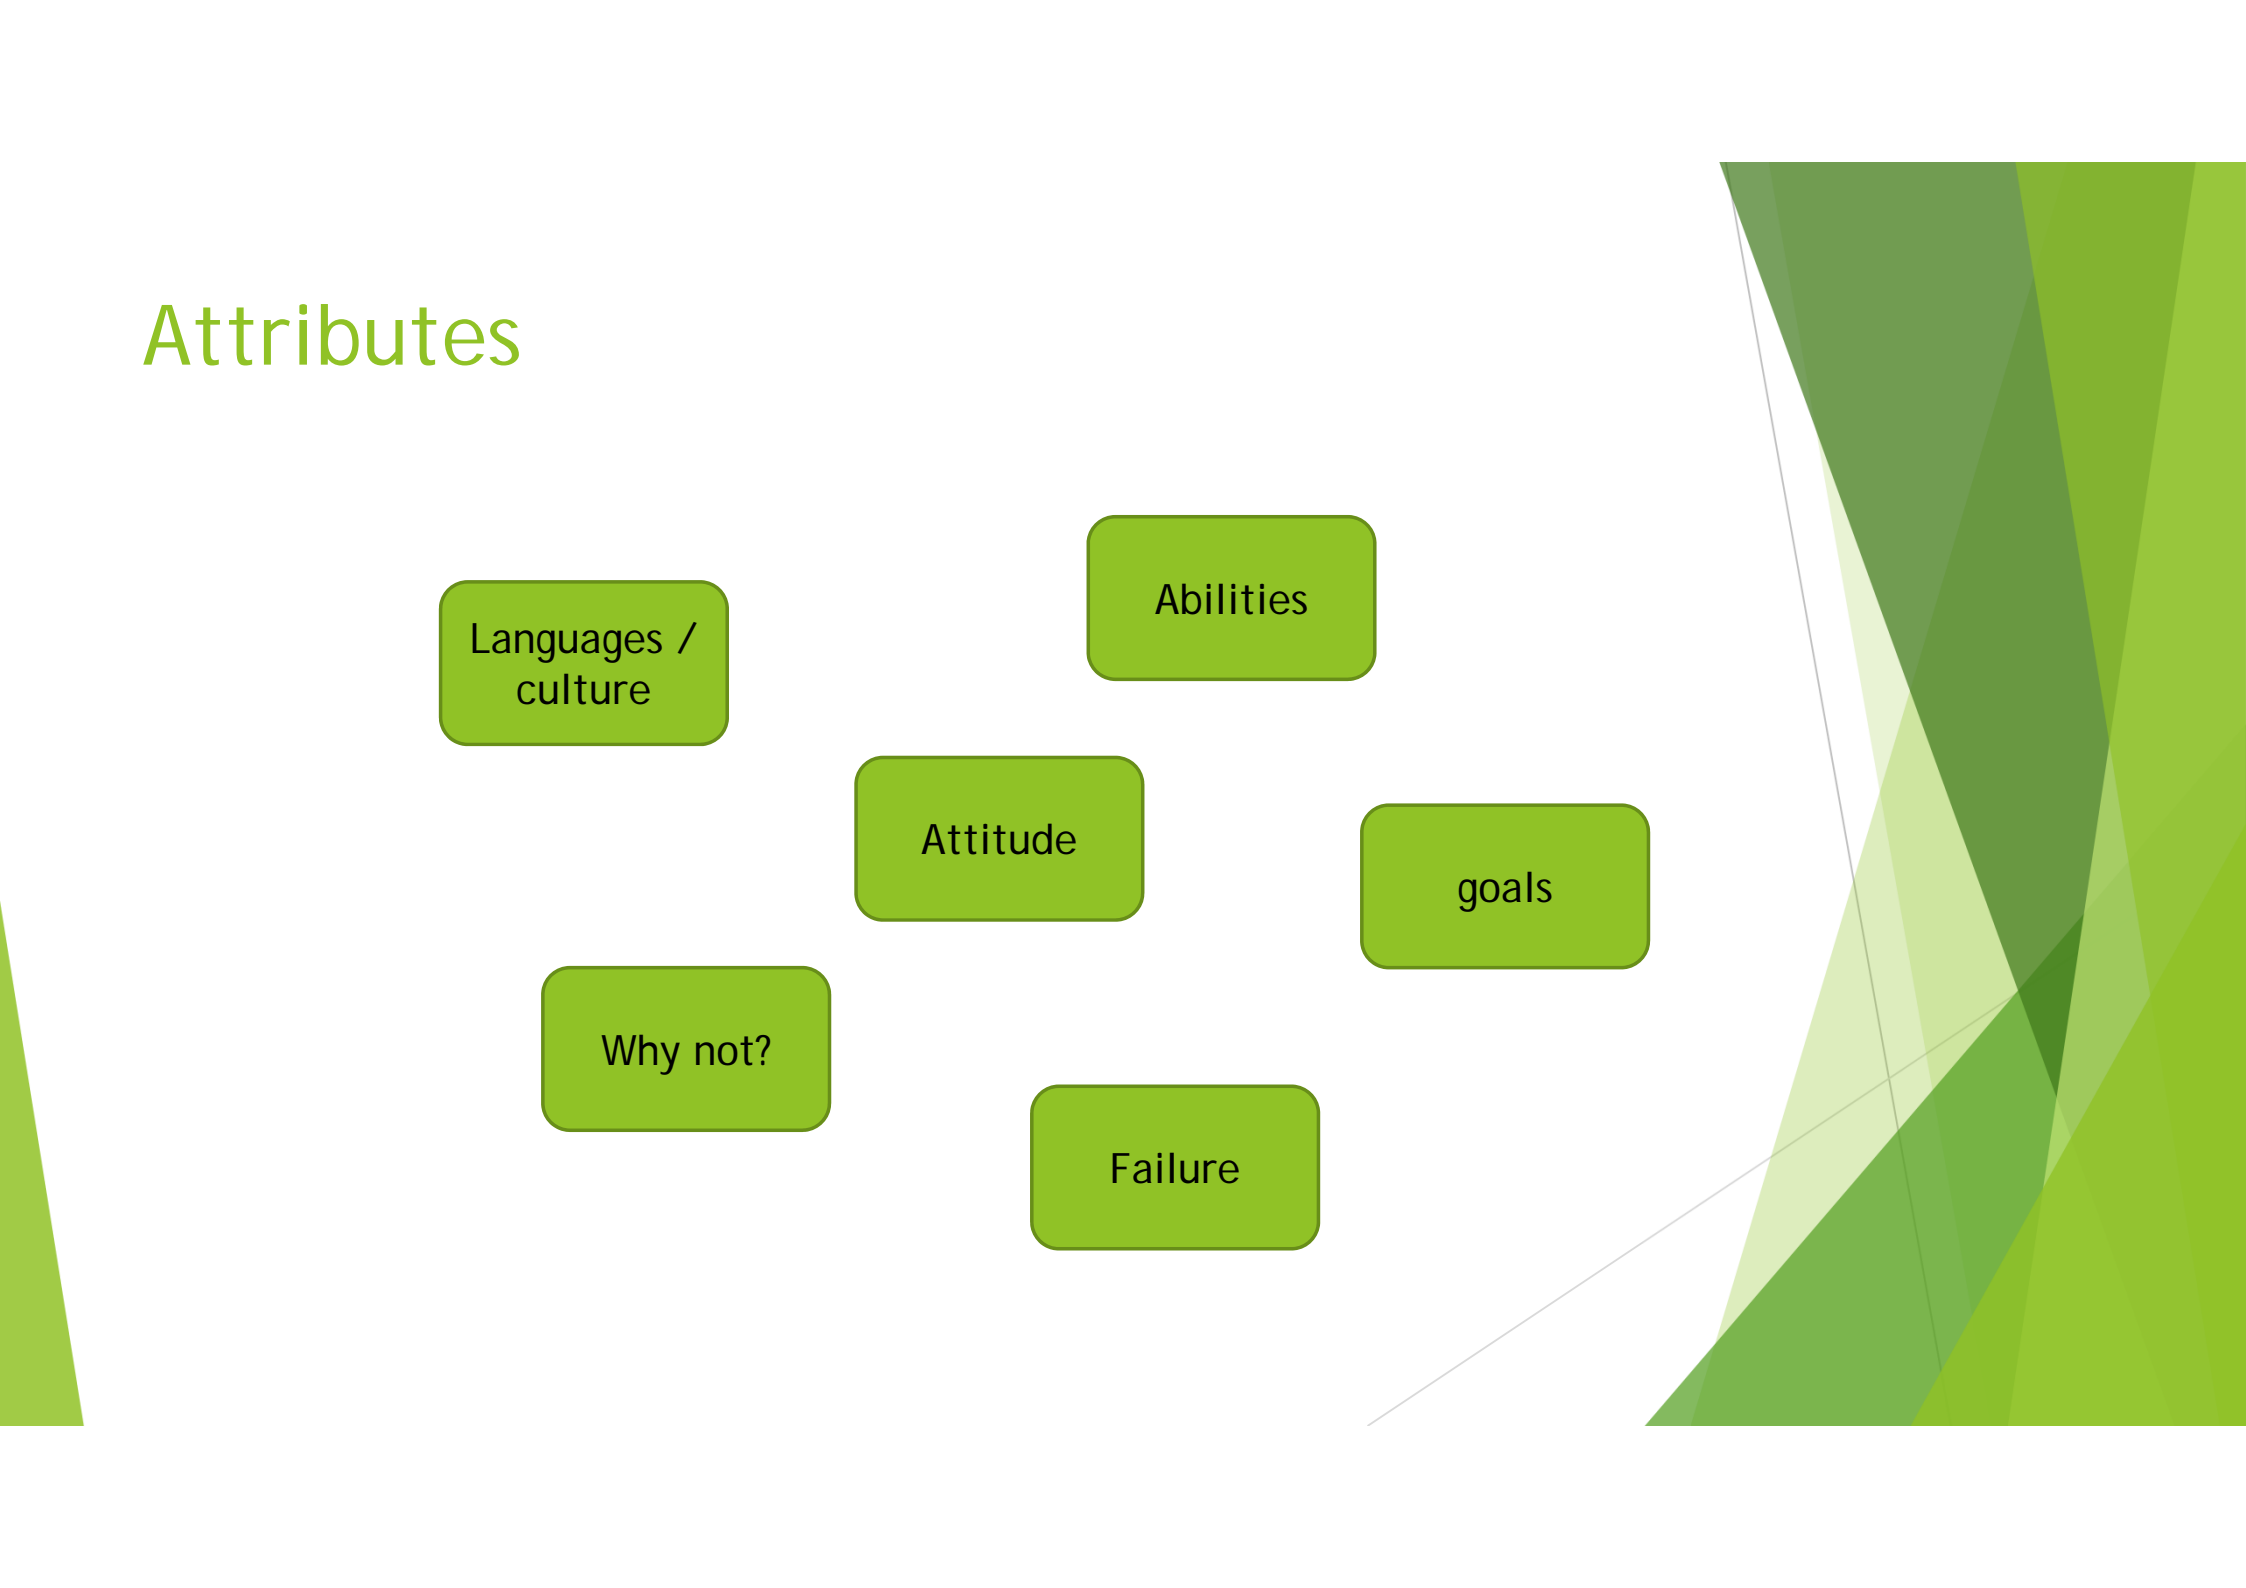 Attributes
Abilities
Languages /
culture
Attitude
goals
Why not?
Failure